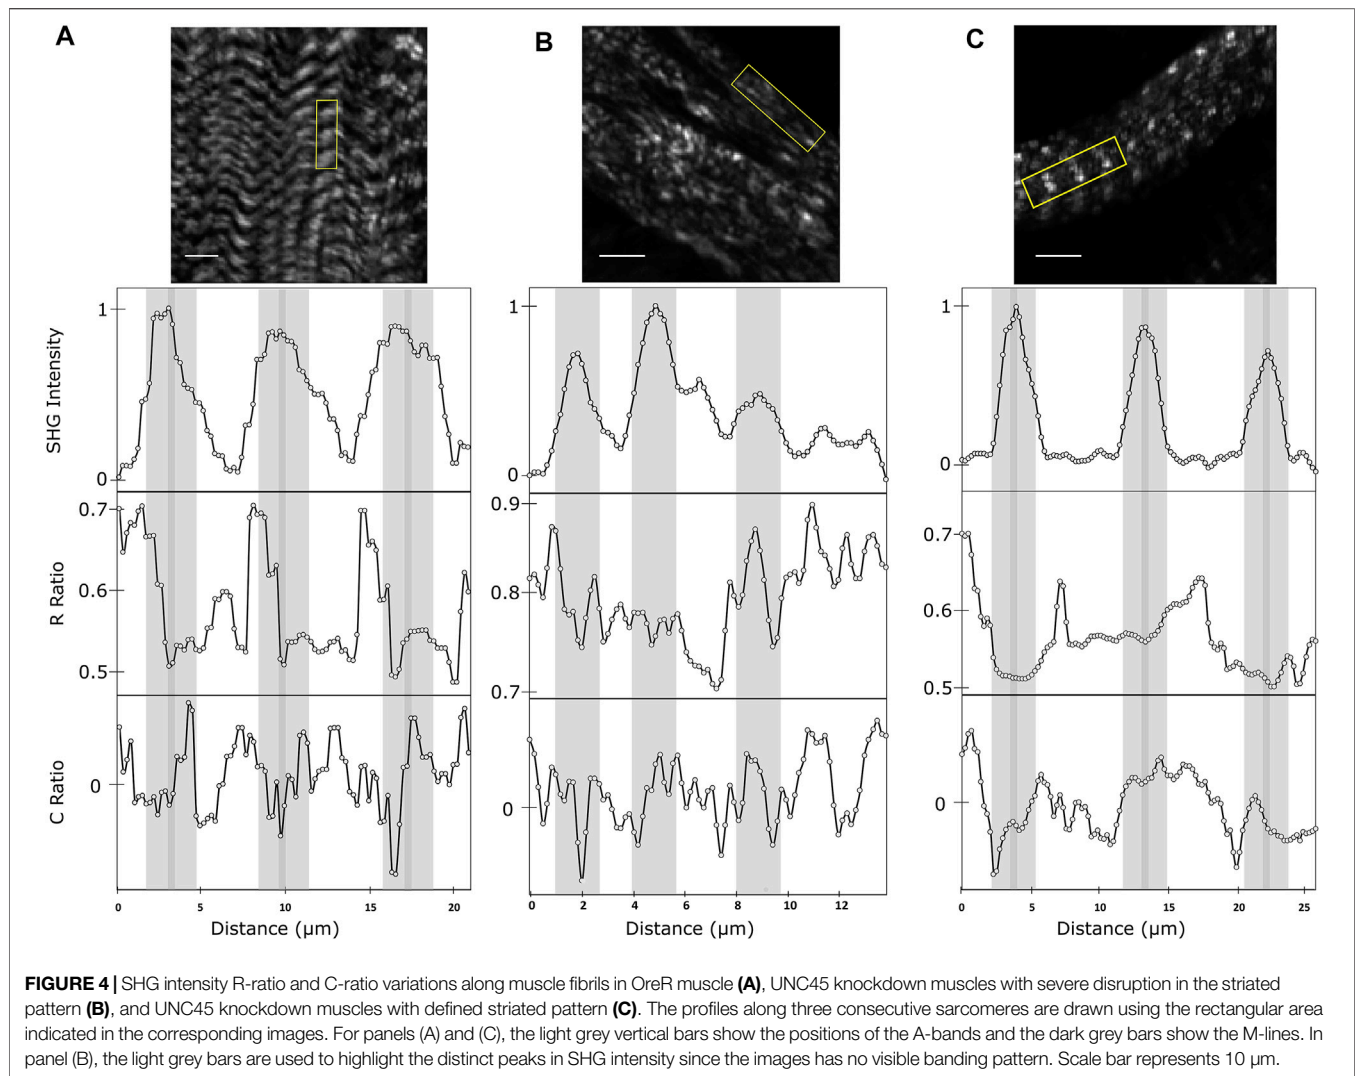 A
B
C
SHG Intensity
1
0
1
0
1
0
R Ratio
0.7
0.6
0.5
0.9
0.8
0.7
0.7
0.6
0.5
C Ratio
0
0
0
0 5 10 15 20
0 2 4 6 8 10 12
0 5 10 15 20 25
Distance (µm)
Distance (µm)
Distance (µm)
FIGURE 4 | SHG intensity R-ratio and C-ratio variations along muscle fibrils in OreR muscle (A), UNC45 knockdown muscles with severe disruption in the striated
pattern (B), and UNC45 knockdown muscles with defined striated pattern (C). The profiles along three consecutive sarcomeres are drawn using the rectangular area
indicated in the corresponding images. For panels (A) and (C), the light grey vertical bars show the positions of the A-bands and the dark grey bars show the M-lines. In
panel (B), the light grey bars are used to highlight the distinct peaks in SHG intensity since the images has no visible banding pattern. Scale bar represents 10 µm.